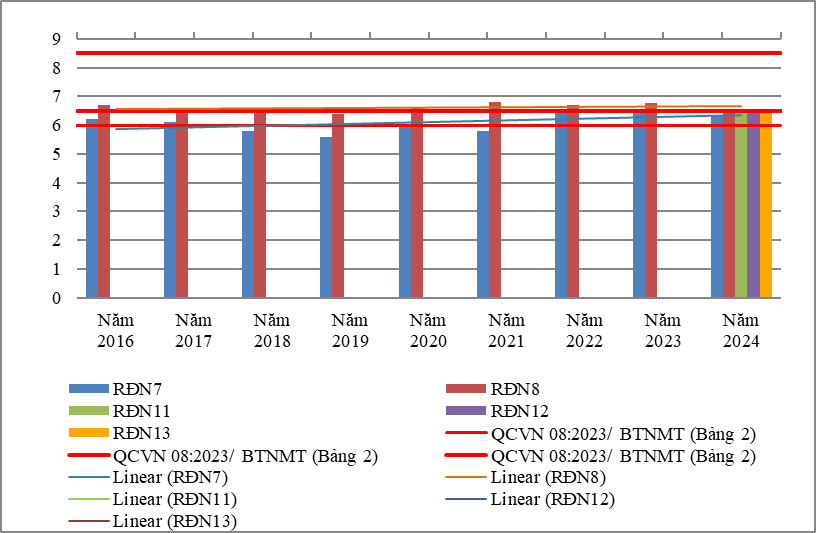 9
8
7
6
5
4
3
2
1
0
Năm Năm Năm Năm Năm Năm Năm Năm Năm
2016 2017 2018 2019 2020 2021 2022 2023 2024
RĐN7 RĐN8
RĐN11 RĐN12
RĐN13 QCVN 08:2023/ BTNMT (Bảng 2)
QCVN 08:2023/ BTNMT (Bảng 2) QCVN 08:2023/ BTNMT (Bảng 2)
Linear (RĐN7) Linear (RĐN8)
Linear (RĐN11) Linear (RĐN12)
Linear (RĐN13)